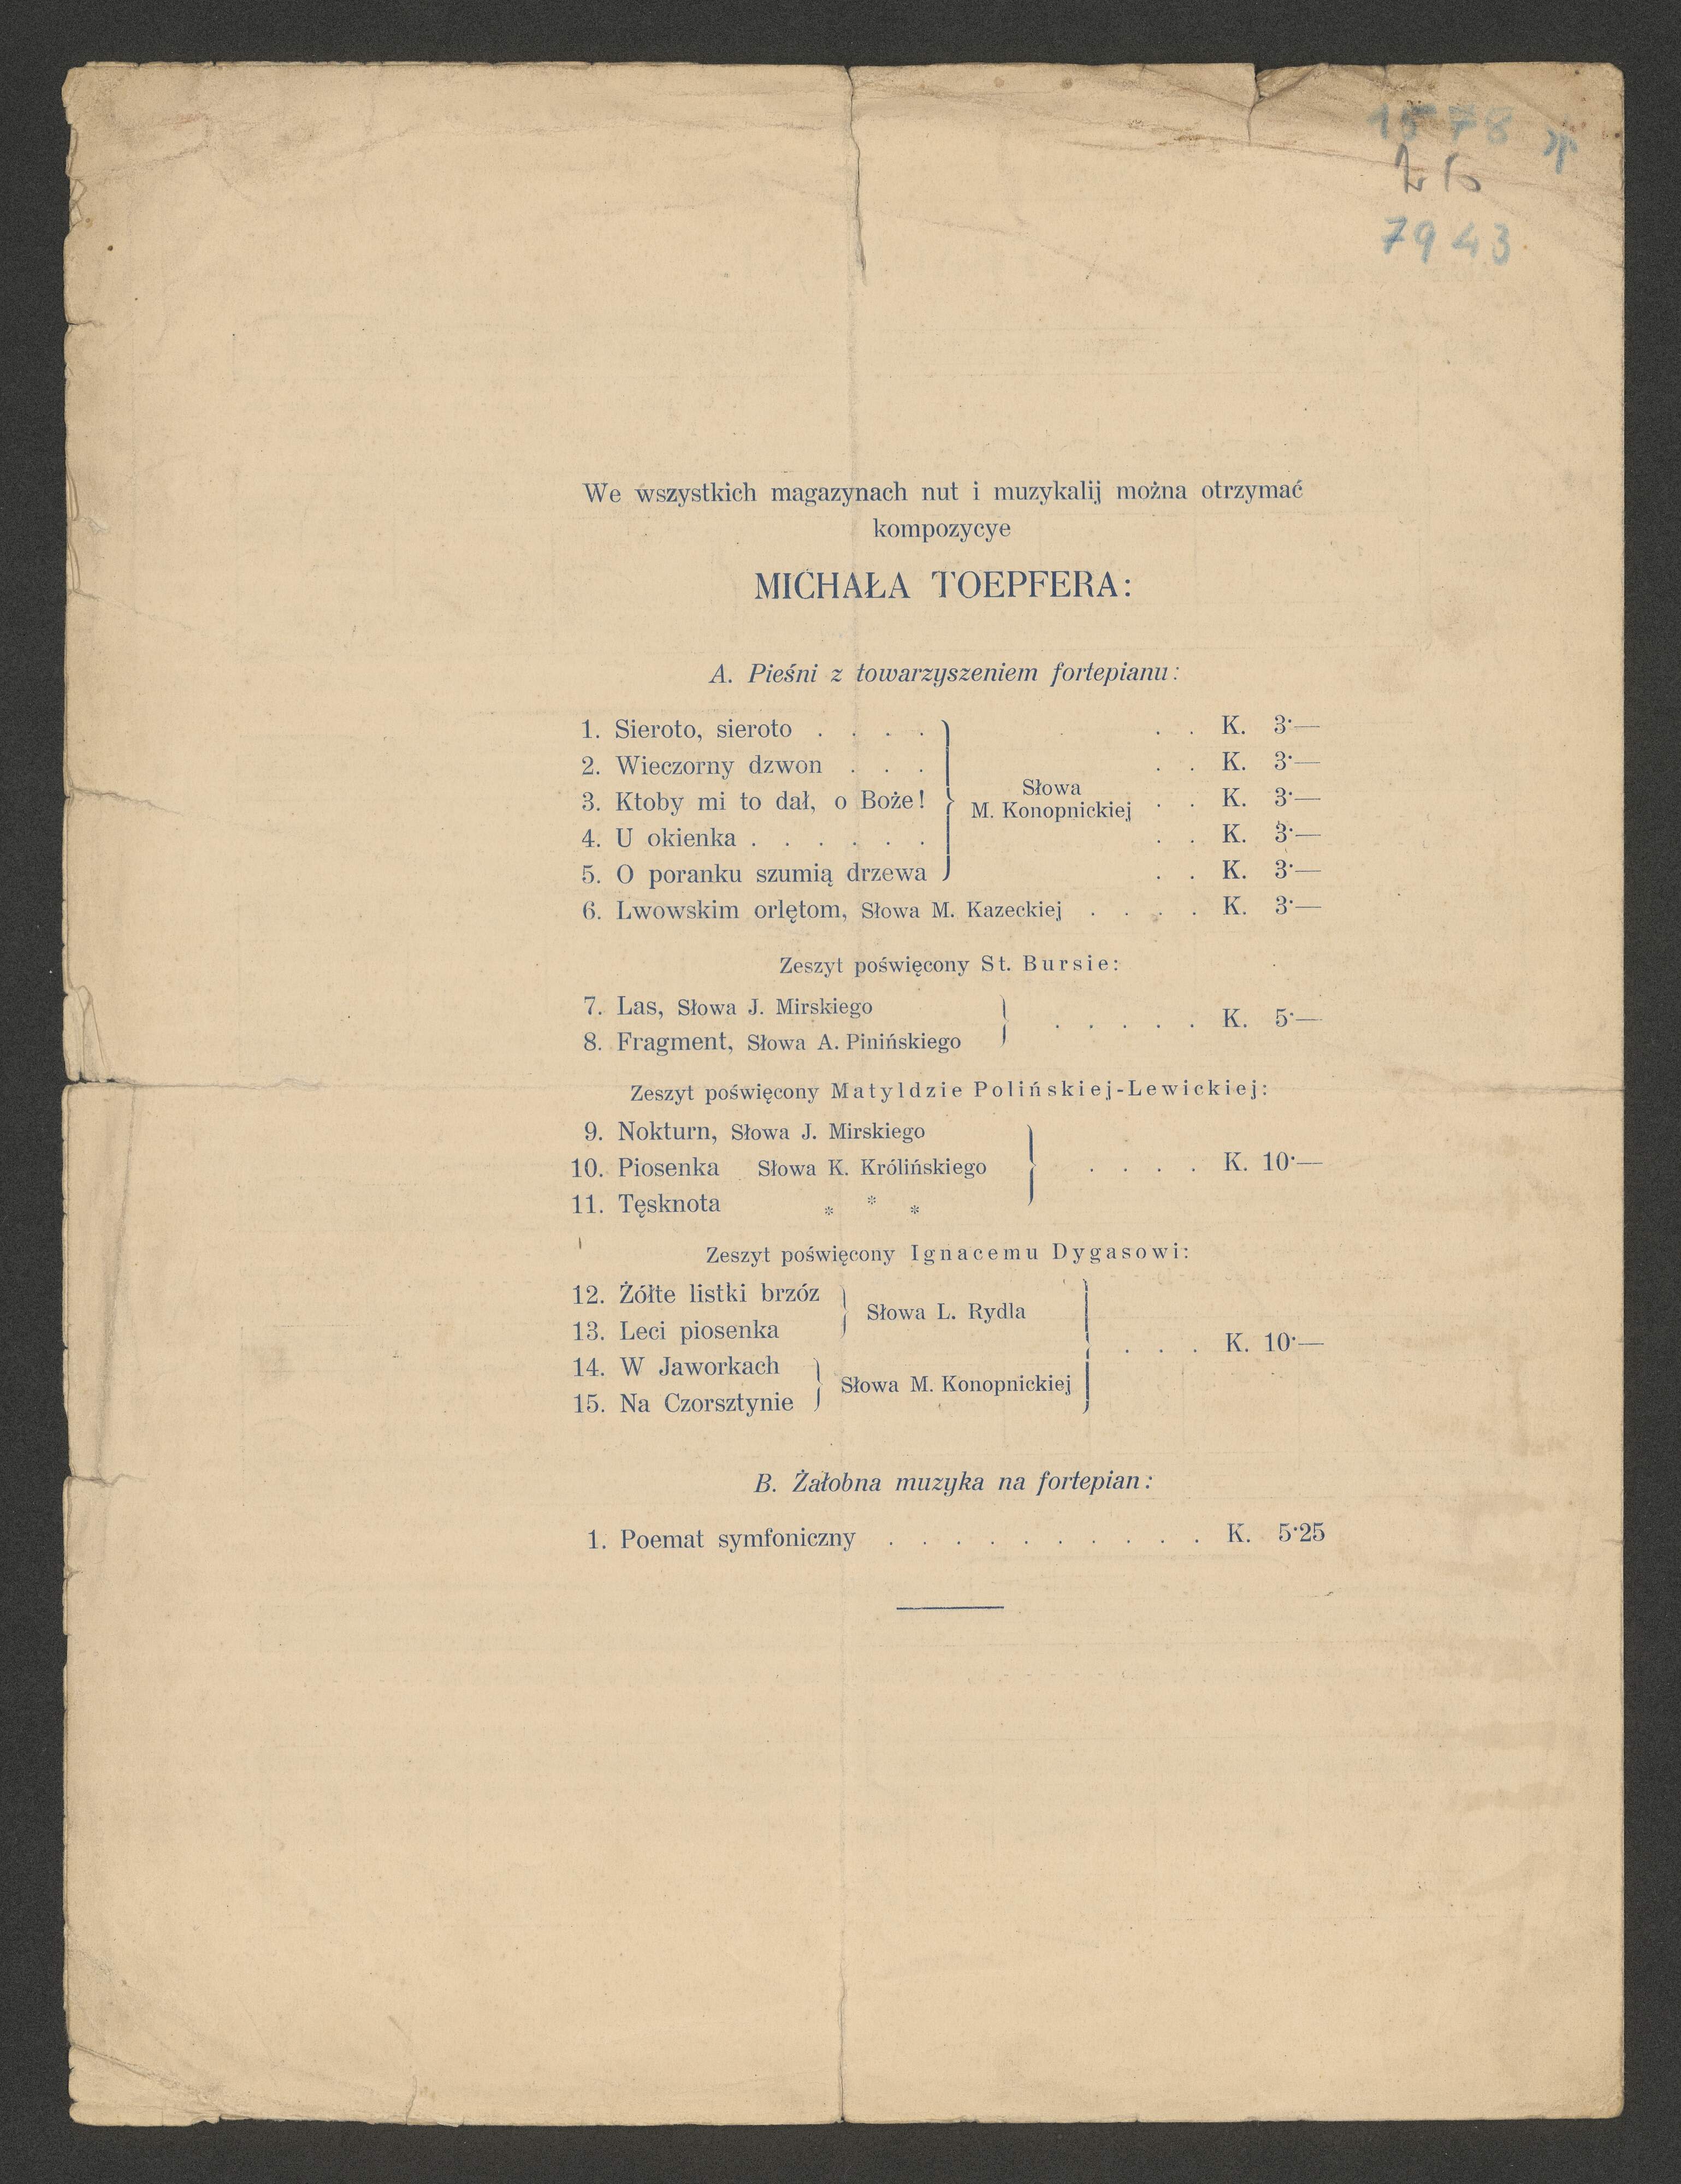 1578
7943
We wszystkich magazynach nut i muzykalij można otrzymać
kompozycye
MICHAŁA TOEPFERA:
A. Pieśni z towarzyszeniem fortepianu:
1. Sieroto, sieroto . . . . . . K. 3·—
2. Wieczorny dzwon . . . . . K. 3·—
Słowa
3. Ktoby mi to dał, o Boże! M. Konopnickiej . . K. 3·—
4. U okienka . . . . . . . . K. 3·—
5. O poranku szumią drzewa . . K. 3·—
6. Lwowskim orlętom, Słowa M. Kazeckiej . . . . K. 3·—
Zeszyt poświęcony St. Bursie:
7. Las, Słowa J. Mirskiego
. . . . . K. 5·—
8. Fragment, Słowa A. Pinińskiego
Zeszyt poświęcony Matyldzie Polińskiej-Lewickiej:
9. Nokturn, Słowa J. Mirskiego
10. Piosenka Słowa K. Królińskiego . . . . K. 10·—
11. Tęsknota * * *
Zeszyt poświęcony Ignacemu Dygasowi:
12. Żółte listki brzóz
Słowa L. Rydla
13. Leci piosenka
. . . K. 10·—
14. W Jaworkach
Słowa M. Konopnickiej
15. Na Czorsztynie
B. Żałobna muzyka na fortepian:
1. Poemat symfoniczny . . . . . . . . . . K. 5·25